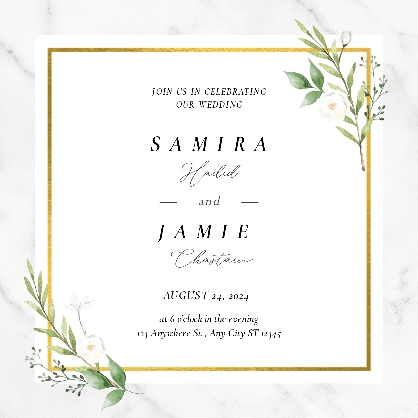 JOIN US IN CELEBRATING
OUR WEDDING
SAMIRA
Hadid
and
JAMIE
Chastain
AUGUST 24, 2024
at 6 o'clock in the evening
123 Anywhere St., Any City ST 12345